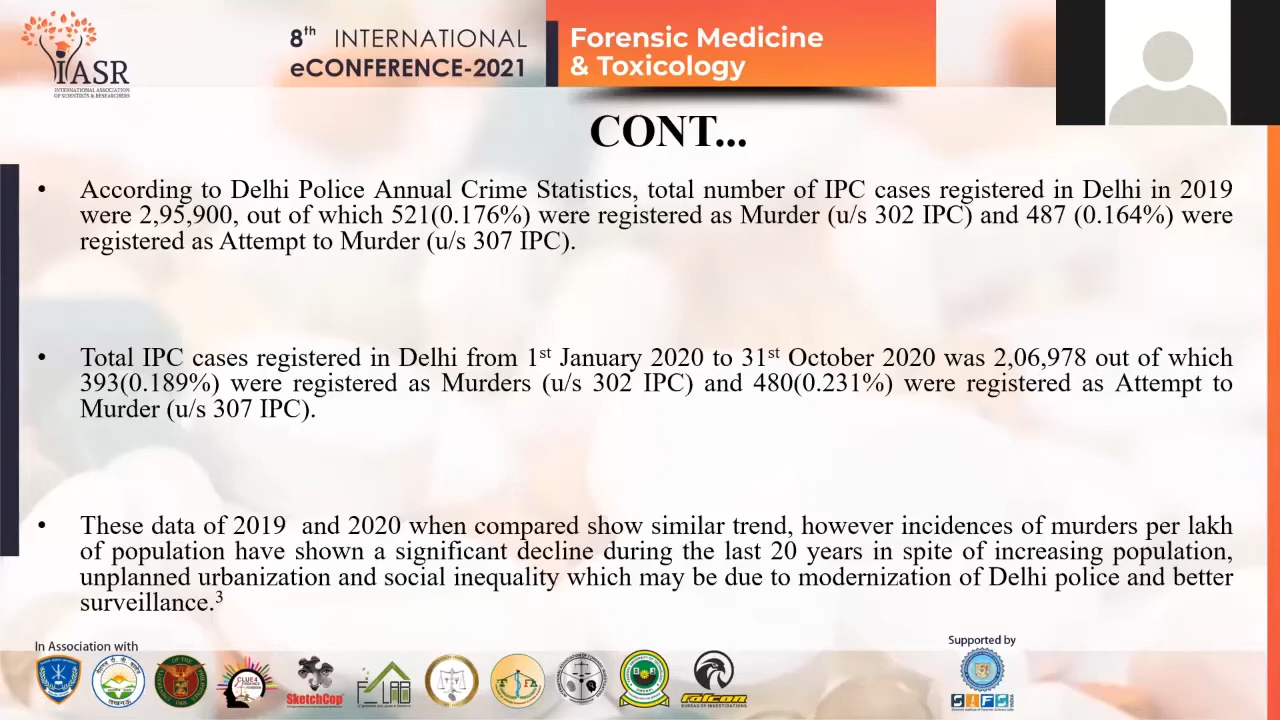 IASR
INTERNATIONAL ASSOCIATION
OF SCIENTISTS & RESEARCHERS
8th INTERNATIONAL
eCONFERENCE-2021
Forensic Medicine
& Toxicology
CONT...
• According to Delhi Police Annual Crime Statistics, total number of IPC cases registered in Delhi in 2019
were 2,95,900, out of which 521(0.176%) were registered as Murder (u/s 302 IPC) and 487 (0.164%) were
registered as Attempt to Murder (u/s 307 IPC).
• Total IPC cases registered in Delhi from 1st January 2020 to 31st October 2020 was 2,06,978 out of which
393(0.189%) were registered as Murders (u/s 302 IPC) and 480(0.231%) were registered as Attempt to
Murder (u/s 307 IPC).
• These data of 2019 and 2020 when compared show similar trend, however incidences of murders per lakh
of population have shown a significant decline during the last 20 years in spite of increasing population,
unplanned urbanization and social inequality which may be due to modernization of Delhi police and better
surveillance.3
In Association with
Supported by
CLUE4
SketchCop
F LAB
Falcon
BUREAU OF INVESTIGATIONS
SIFS